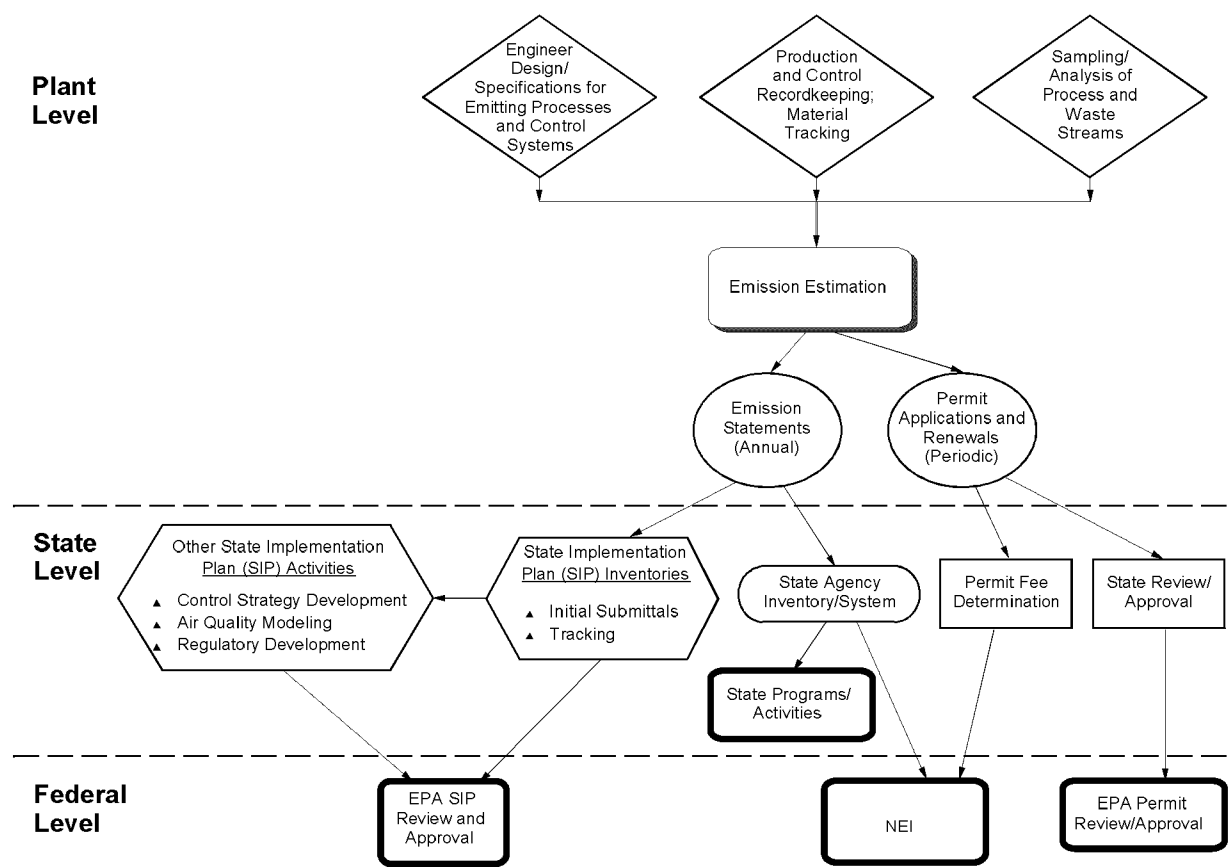 Plant
Level
Engineer
Design/
Specifications for
Emitting Processes
and Control
Systems
Production
and Control
Recordkeeping;
Material
Tracking
Sampling/
Analysis of
Process and
Waste
Streams
Emission Estimation
Emission
Statements
(Annual)
Permit
Applications and
Renewals
(Periodic)
State
Level
Other State Implementation
Plan (SIP) Activities
▲ Control Strategy Development
▲ Air Quality Modeling
▲ Regulatory Development
State Implementation
Plan (SIP) Inventories
▲ Initial Submittals
▲ Tracking
State Agency
Inventory/System
Permit Fee
Determination
State Review/
Approval
State Programs/
Activities
Federal
Level
EPA SIP
Review and
Approval
NEI
EPA Permit
Review/Approval